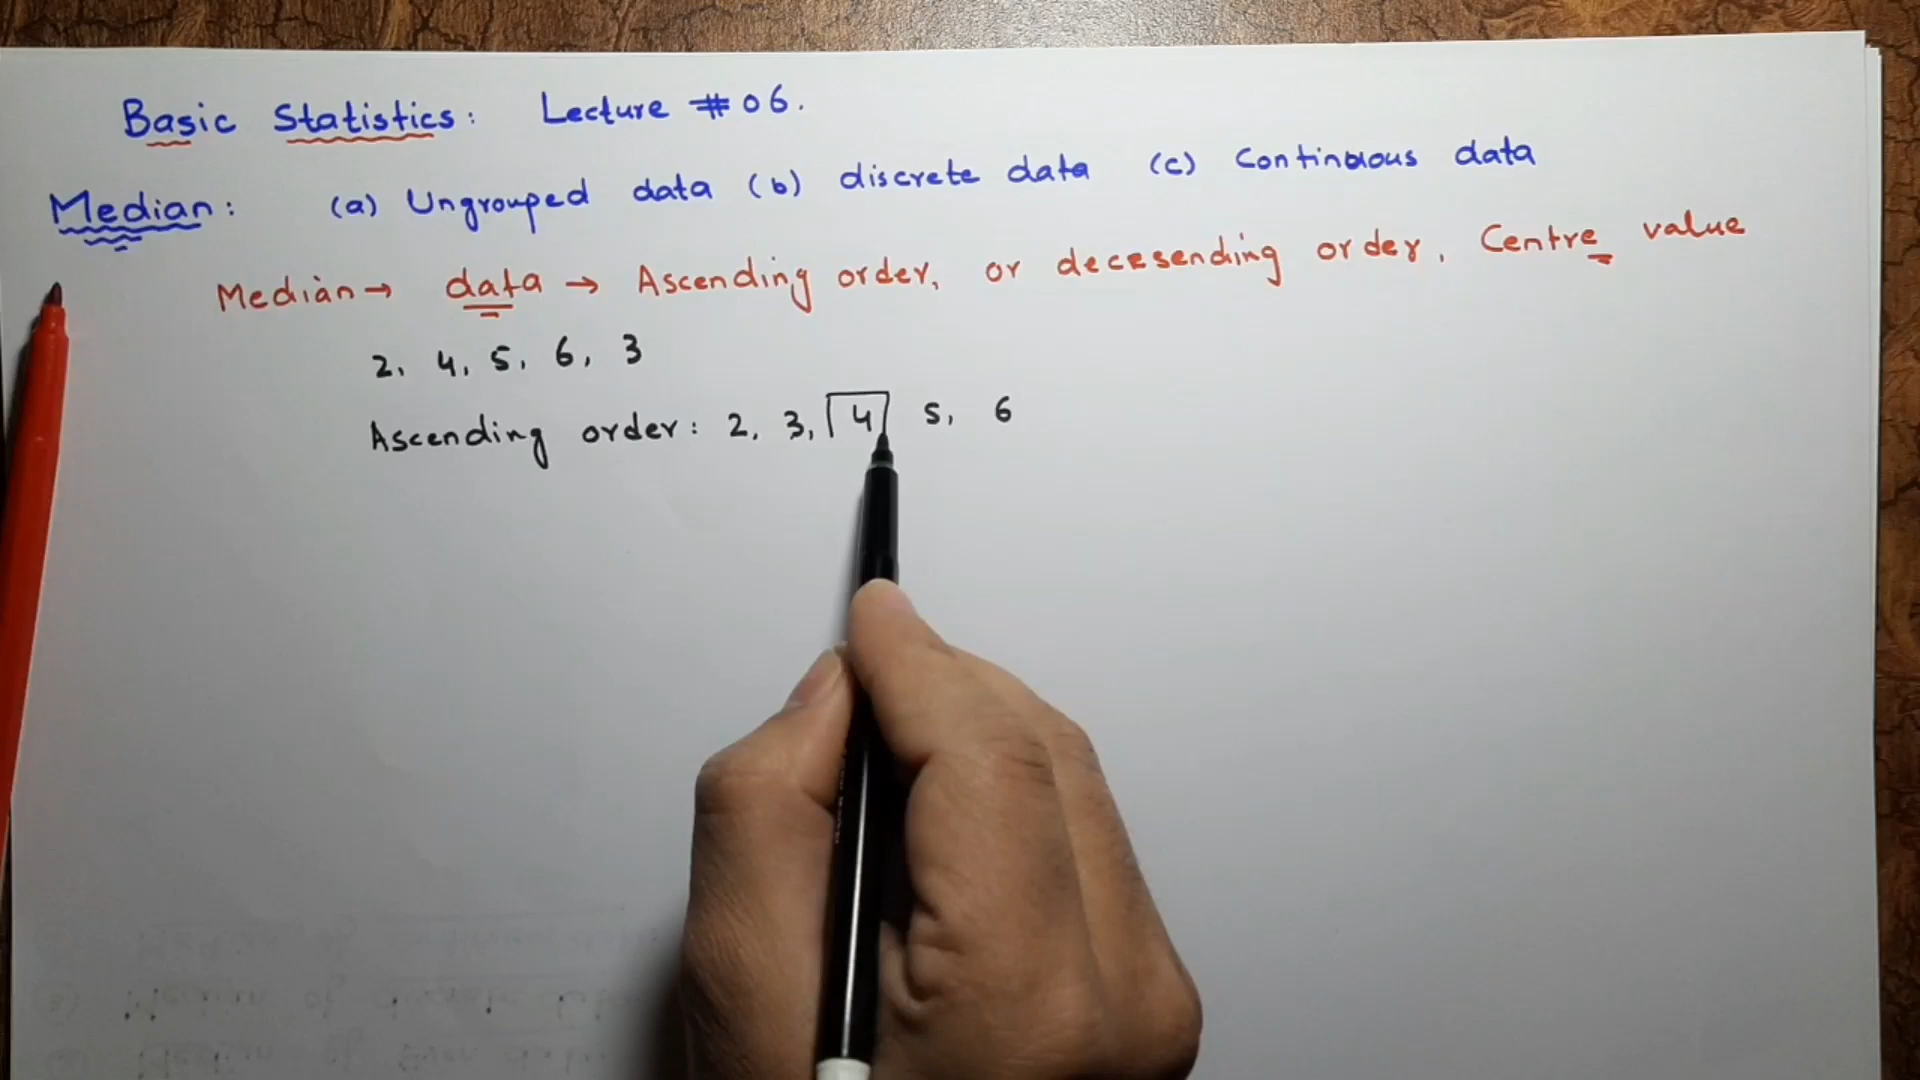 Basic Statistics: Lecture #06.
Median: (a) Ungrouped data (b) discrete data (c) Continuous data
Median → data → Ascending order, or decesending order, Centre value
2, 4, 5, 6, 3
Ascending order: 2, 3, 4 5, 6